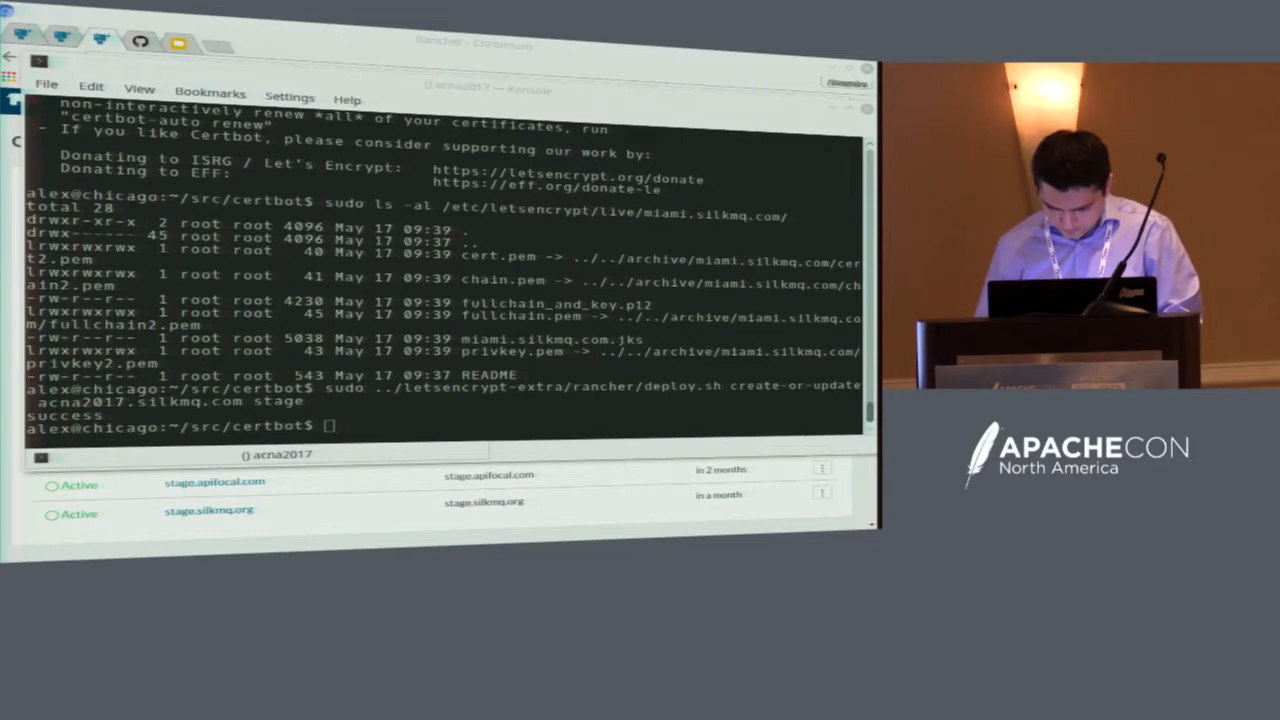 Rancher - Chromium
() acna2017 — Konsole
File Edit View Bookmarks Settings Help
non-interactively renew *all* of your certificates, run
"certbot-auto renew"
- If you like Certbot, please consider supporting our work by:
Donating to ISRG / Let's Encrypt: https://letsencrypt.org/donate
Donating to EFF: https://eff.org/donate-le
alex@chicago:~/src/certbot$ sudo ls -al /etc/letsencrypt/live/miami.silkmq.com/
total 28
drwxr-xr-x 2 root root 4096 May 17 09:39 .
drwx------ 45 root root 4096 May 17 09:37 ..
lrwxrwxrwx 1 root root 40 May 17 09:39 cert.pem -> ../../archive/miami.silkmq.com/cer
t2.pem
lrwxrwxrwx 1 root root 41 May 17 09:39 chain.pem -> ../../archive/miami.silkmq.com/ch
ain2.pem
-rw-r--r-- 1 root root 4230 May 17 09:39 fullchain_and_key.p12
lrwxrwxrwx 1 root root 45 May 17 09:39 fullchain.pem -> ../../archive/miami.silkmq.co
m/fullchain2.pem
-rw-r--r-- 1 root root 5038 May 17 09:39 miami.silkmq.com.jks
lrwxrwxrwx 1 root root 43 May 17 09:39 privkey.pem -> ../../archive/miami.silkmq.com/
privkey2.pem
-rw-r--r-- 1 root root 543 May 17 09:37 README
alex@chicago:~/src/certbot$ sudo ../letsencrypt-extra/rancher/deploy.sh create-or-update
acna2017.silkmq.com stage
success
alex@chicago:~/src/certbot$
() acna2017
Active stage.apifocal.com stage.apifocal.com in 2 months
Active stage.silkmq.org stage.silkmq.org in a month
APACHECON
North America